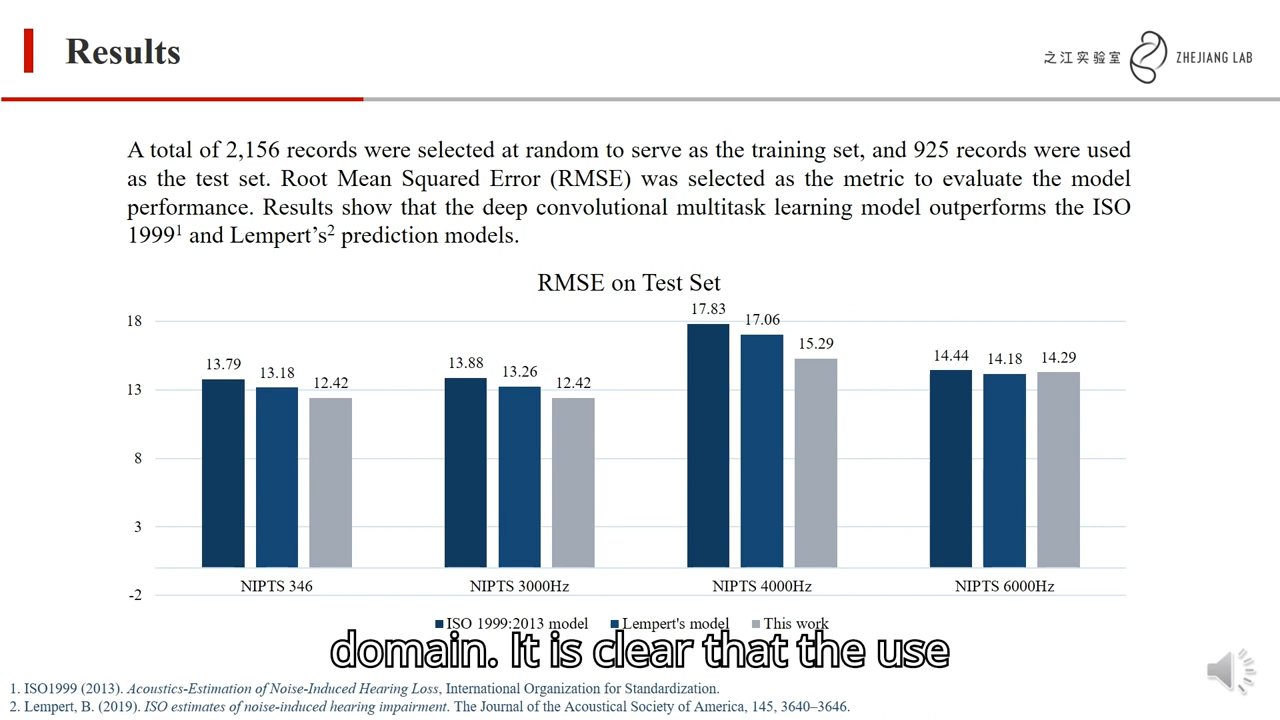 Results
之江实验室 ZHEJIANG LAB
A total of 2,156 records were selected at random to serve as the training set, and 925 records were used
as the test set. Root Mean Squared Error (RMSE) was selected as the metric to evaluate the model
performance. Results show that the deep convolutional multitask learning model outperforms the ISO
1999¹ and Lempert's² prediction models.
RMSE on Test Set
18
13
8
3
-2
13.79
13.18
12.42
13.88
13.26
12.42
17.83
17.06
15.29
14.44
14.18
14.29
NIPTS 346
NIPTS 3000Hz
NIPTS 4000Hz
NIPTS 6000Hz
ISO 1999:2013 model
Lempert's model
This work
domain. It is clear that the use
1. ISO1999 (2013). Acoustics-Estimation of Noise-Induced Hearing Loss, International Organization for Standardization.
2. Lempert, B. (2019). ISO estimates of noise-induced hearing impairment. The Journal of the Acoustical Society of America, 145, 3640–3646.